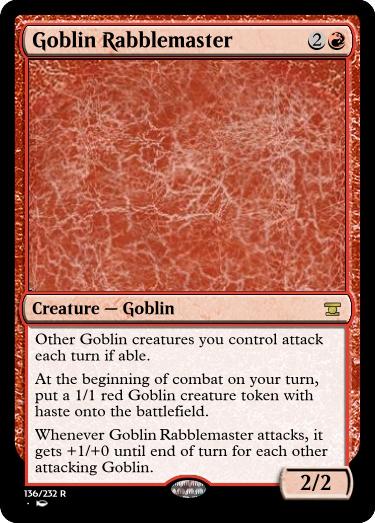 Goblin Rabblemaster 2
Creature — Goblin
Other Goblin creatures you control attack
each turn if able.
At the beginning of combat on your turn,
put a 1/1 red Goblin creature token with
haste onto the battlefield.
Whenever Goblin Rabblemaster attacks, it
gets +1/+0 until end of turn for each other
attacking Goblin.
2/2
136/232 R